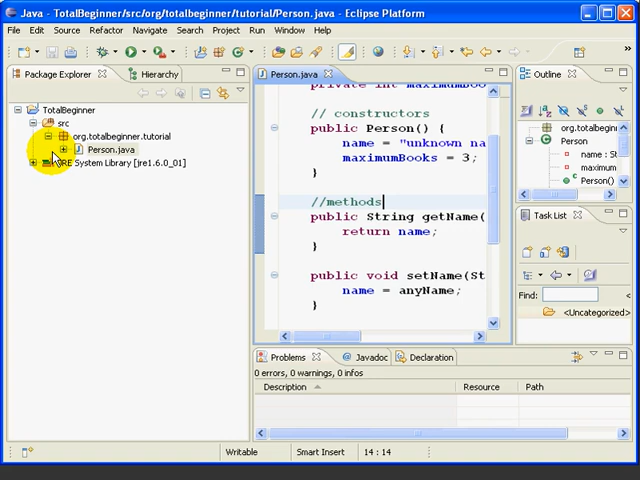 Java - TotalBeginner/src/org/totalbeginner/tutorial/Person.java - Eclipse Platform
File Edit Source Refactor Navigate Search Project Run Window Help
Package Explorer
Hierarchy
TotalBeginner
src
org.totalbeginner.tutorial
Person.java
JRE System Library [jre1.6.0_01]
Person.java
// constructors
public Person() {
name = "unknown na
maximumBooks = 3;
}
//methods
public String getName(
return name;
}
public void setName(St
name = anyName;
}
Outline
org.totalbeginne
Person
name : St
maximum
Person()
Task List
Find:
(Uncategorized)
Problems
Javadoc
Declaration
0 errors, 0 warnings, 0 infos
Description
Resource
Path
Writable
Smart Insert
14 : 14